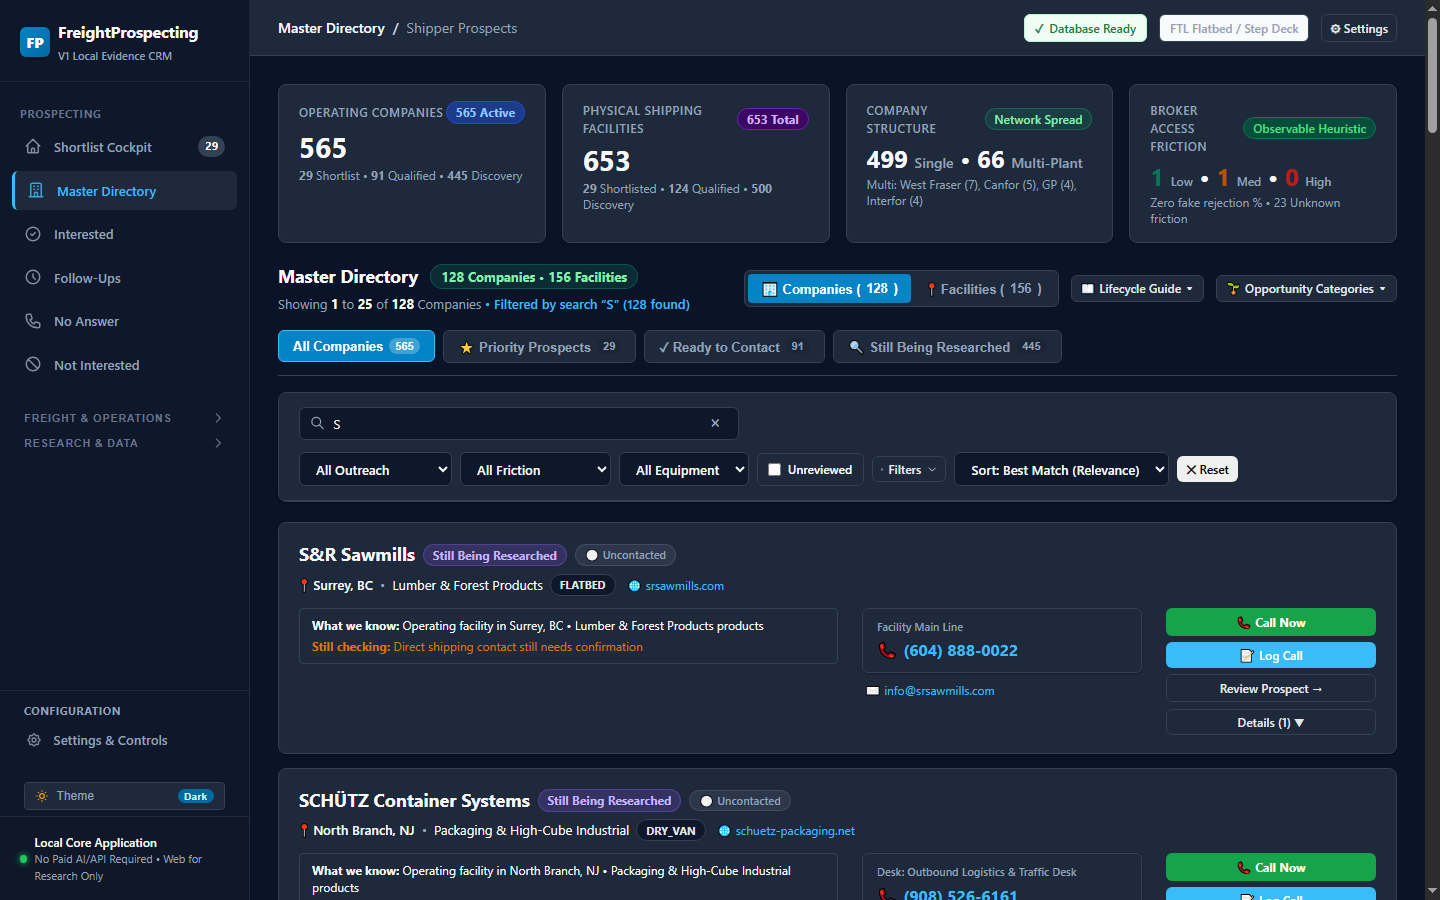 FP
FreightProspecting
V1 Local Evidence CRM
PROSPECTING
Shortlist Cockpit 29
Master Directory
Interested
Follow-Ups
No Answer
Not Interested
FREIGHT & OPERATIONS
RESEARCH & DATA
CONFIGURATION
Settings & Controls
Theme Dark
Local Core Application
No Paid AI/API Required • Web for
Research Only
Master Directory / Shipper Prospects
✓ Database Ready
FTL Flatbed / Step Deck
⚙ Settings
OPERATING COMPANIES 565 Active
565
29 Shortlist • 91 Qualified • 445 Discovery
PHYSICAL SHIPPING
FACILITIES
653 Total
653
29 Shortlisted • 124 Qualified • 500
Discovery
COMPANY
STRUCTURE
Network Spread
499 Single • 66 Multi-Plant
Multi: West Fraser (7), Canfor (5), GP (4),
Interfor (4)
BROKER
ACCESS
FRICTION
Observable Heuristic
1 Low • 1 Med • 0 High
Zero fake rejection % • 23 Unknown
friction
Master Directory 128 Companies • 156 Facilities
Showing 1 to 25 of 128 Companies • Filtered by search “S” (128 found)
🏢 Companies ( 128 )
📍 Facilities ( 156 )
📖 Lifecycle Guide ▾
🌱 Opportunity Categories ▾
All Companies 565
⭐ Priority Prospects 29
✓ Ready to Contact 91
🔍 Still Being Researched 445
S ✕
All Outreach
All Friction
All Equipment
Unreviewed
· Filters
Sort: Best Match (Relevance)
✕ Reset
S&R Sawmills Still Being Researched ⚪ Uncontacted
📍 Surrey, BC • Lumber & Forest Products FLATBED 🌐 srsawmills.com
What we know: Operating facility in Surrey, BC • Lumber & Forest Products products
Still checking: Direct shipping contact still needs confirmation
Facility Main Line
📞 (604) 888-0022
✉ info@srsawmills.com
📞 Call Now
📝 Log Call
Review Prospect →
Details (1) ▼
SCHÜTZ Container Systems Still Being Researched ⚪ Uncontacted
📍 North Branch, NJ • Packaging & High-Cube Industrial DRY_VAN 🌐 schuetz-packaging.net
What we know: Operating facility in North Branch, NJ • Packaging & High-Cube Industrial
products
Desk: Outbound Logistics & Traffic Desk
📞 (908) 526-6161
📞 Call Now
📝 Log Call